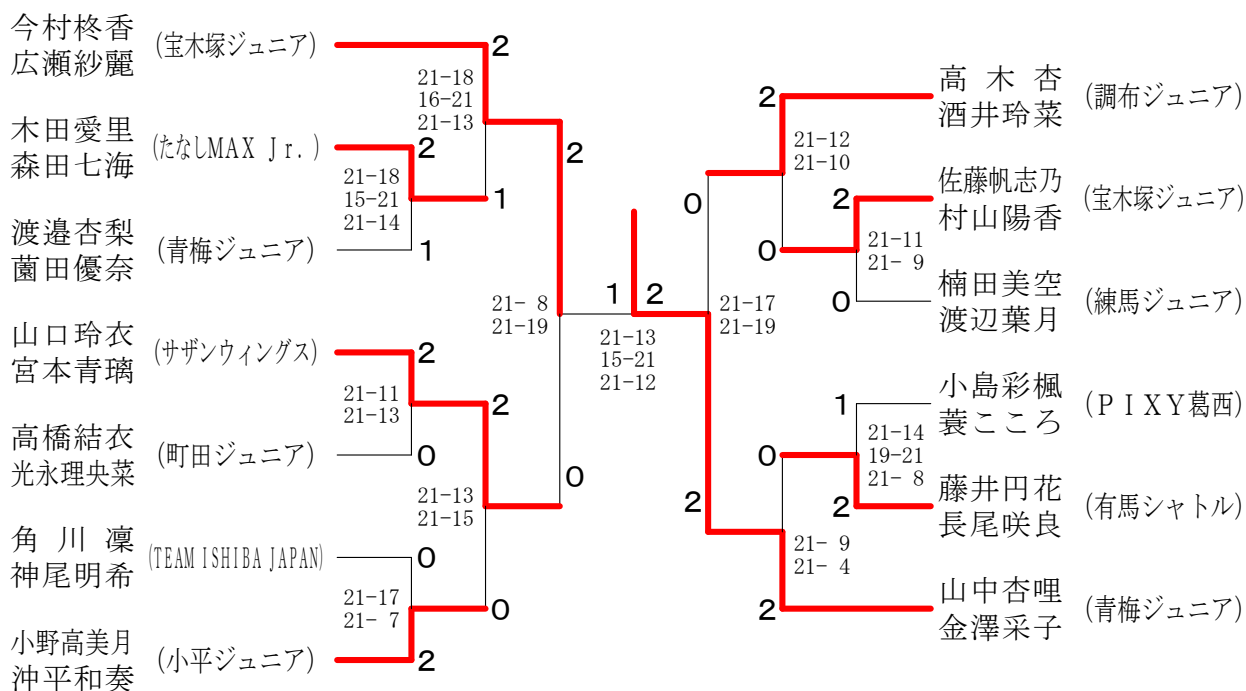 今村柊香
広瀬紗麗
(宝木塚ジュニア)
2
21-18
16-21
21-13
木田愛里
森田七海
(たなしMAX Jr.)
2
1
21-18
15-21
21-14
渡邉杏梨
薗田優奈
(青梅ジュニア)
1
2
山口玲衣
宮本青璃
(サザンウィングス)
2
21-11
21-13
2
高橋結衣
光永理央菜
(町田ジュニア)
0
21-13
21-15
0
角川凜
神尾明希
(TEAM ISHIBA JAPAN)
0
21-17
21- 7
0
小野高美月
沖平和奏
(小平ジュニア)
2
21- 8
21-19
1
2
21-13
15-21
21-12
21-17
21-19
0
2
高木杏
酒井玲菜
(調布ジュニア)
2
21-12
21-10
佐藤帆志乃
村山陽香
(宝木塚ジュニア)
2
0
21-11
21- 9
楠田美空
渡辺葉月
(練馬ジュニア)
0
小島彩楓
蓑こころ
(ＰＩＸＹ葛西)
1
21-14
19-21
21- 8
0
藤井円花
長尾咲良
(有馬シャトル)
2
21- 9
21- 4
山中杏哩
金澤采子
(青梅ジュニア)
2